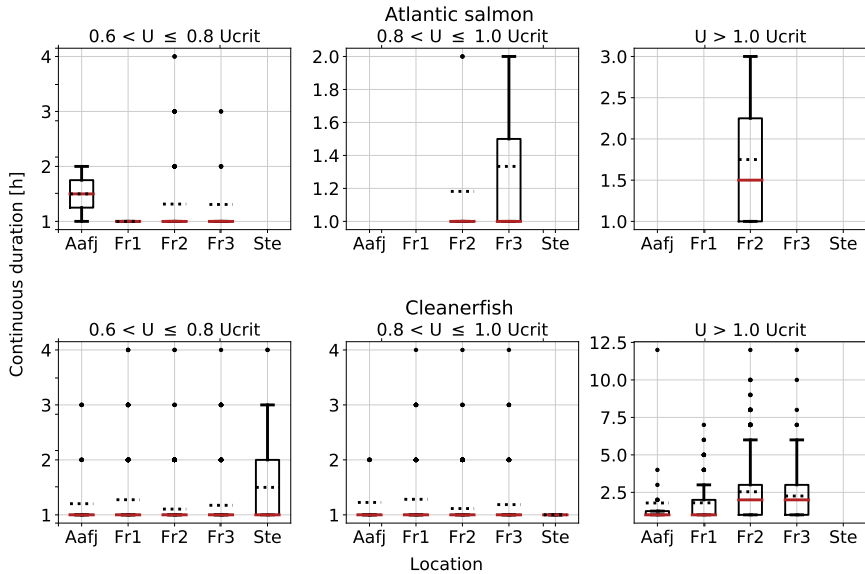 Atlantic salmon
0.6 < U ≤ 0.8 Ucrit
0.8 < U ≤ 1.0 Ucrit
U > 1.0 Ucrit
4
3
2
1
Aafj Fr1 Fr2 Fr3 Ste
2.0
1.8
1.6
1.4
1.2
1.0
Aafj Fr1 Fr2 Fr3 Ste
3.0
2.5
2.0
1.5
1.0
Aafj Fr1 Fr2 Fr3 Ste
Continuous duration [h]
Cleanerfish
0.6 < U ≤ 0.8 Ucrit
0.8 < U ≤ 1.0 Ucrit
U > 1.0 Ucrit
4
3
2
1
Aafj Fr1 Fr2 Fr3 Ste
4
3
2
1
Aafj Fr1 Fr2 Fr3 Ste
12.5
10.0
7.5
5.0
2.5
Aafj Fr1 Fr2 Fr3 Ste
Location